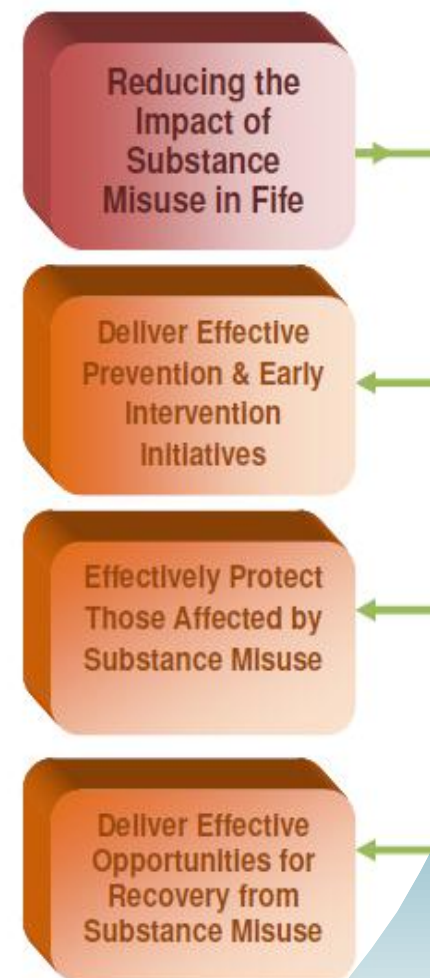 Reducing the
Impact of
Substance
Misuse in Fife
Deliver Effective
Prevention & Early
Intervention
Initiatives
Effectively Protect
Those Affected by
Substance Misuse
Deliver Effective
Opportunities for
Recovery from
Substance Misuse